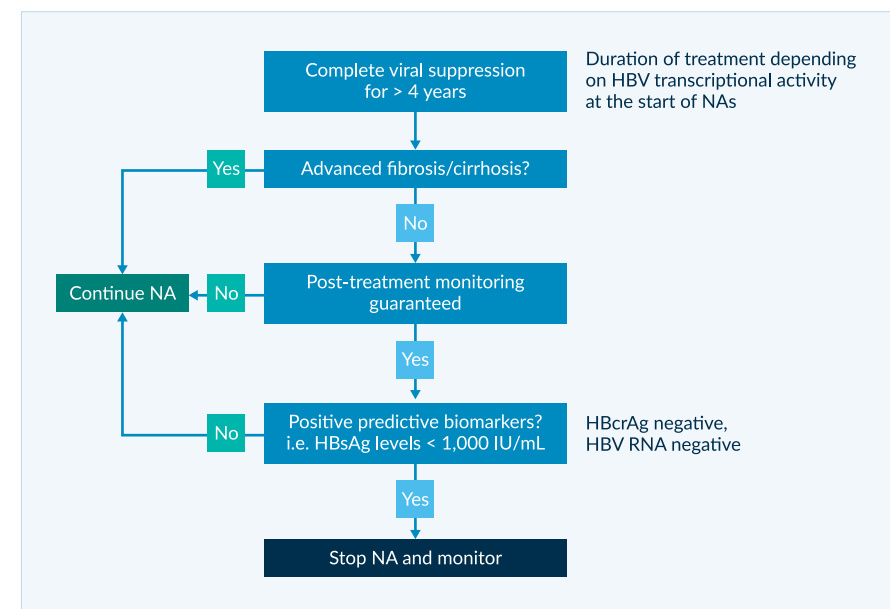 Complete viral suppression
for > 4 years
Duration of treatment depending
on HBV transcriptional activity
at the start of NAs
Yes
Advanced fibrosis/cirrhosis?
No
Continue NA
No
Post-treatment monitoring
guaranteed
Yes
No
Positive predictive biomarkers?
i.e. HBsAg levels < 1,000 IU/mL
HBcrAg negative,
HBV RNA negative
Yes
Stop NA and monitor